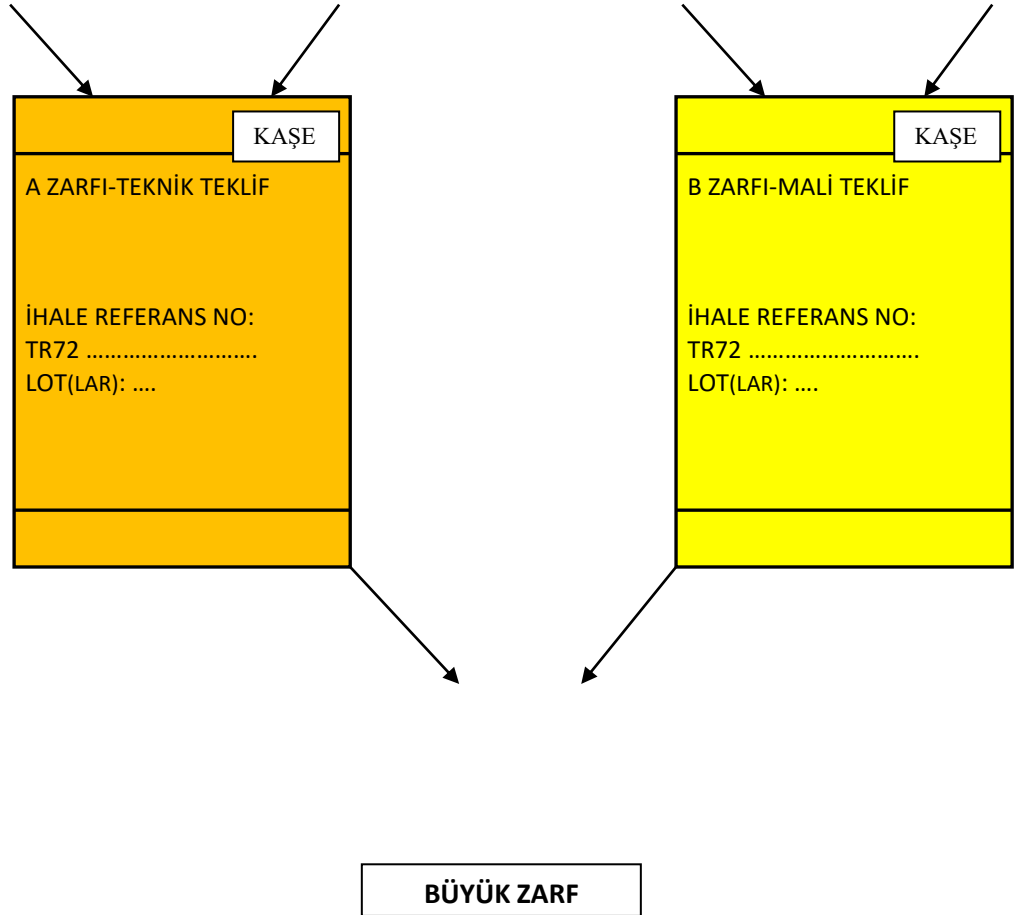 KAŞE
A ZARFI-TEKNİK TEKLİF
İHALE REFERANS NO:
TR72 ……………………….
LOT(LAR): ….
KAŞE
B ZARFI-MALİ TEKLİF
İHALE REFERANS NO:
TR72 ……………………….
LOT(LAR): ….
BÜYÜK ZARF